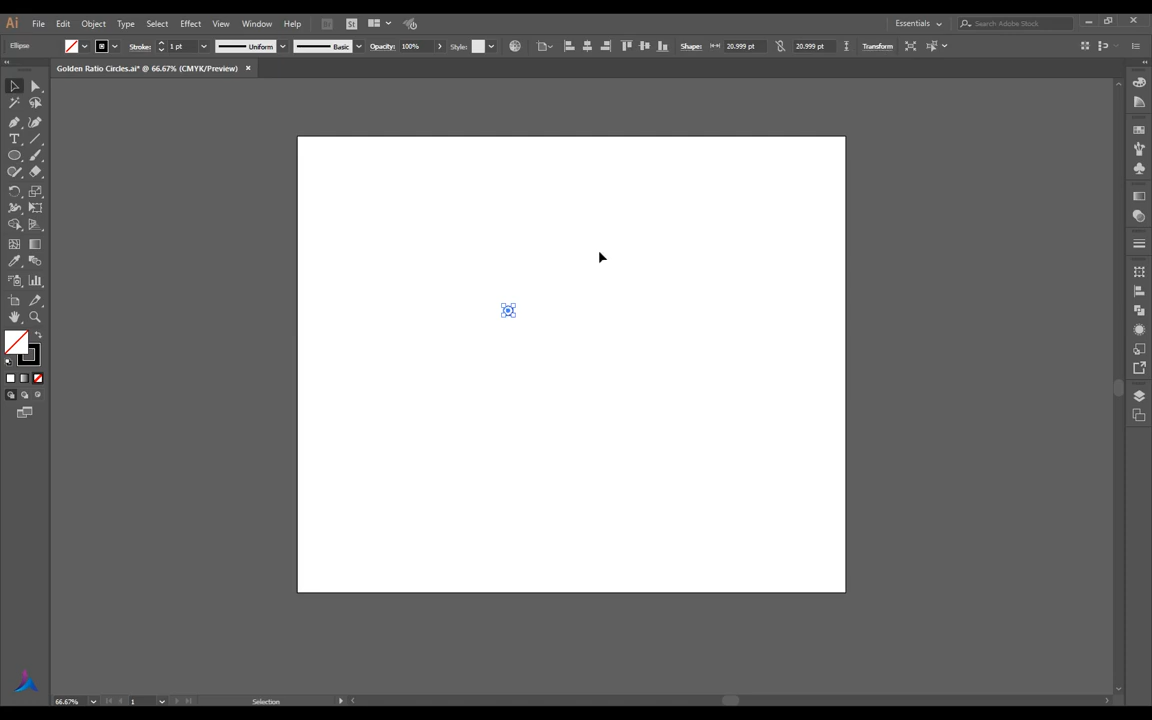 Ai File Edit Object Type Select Effect View Window Help Br St Essentials Search Adobe Stock
Ellipse Stroke: 1 pt Uniform Basic Opacity: 100% Style: Shape: 20.999 pt 20.999 pt Transform
Golden Ratio Circles.ai* @ 66.67% (CMYK/Preview) ×
T
66.67% 1 Selection